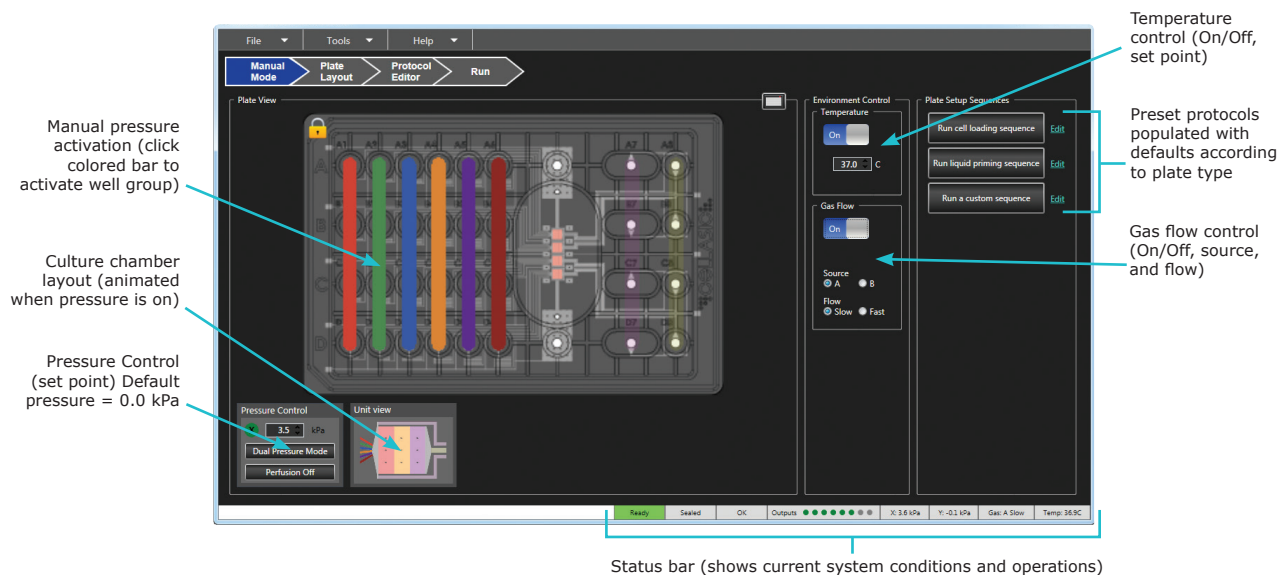 File
Tools
Help
Manual
Mode
Plate
Layout
Protocol
Editor
Run
Plate View
A1
A6
A7
A
C
D
Pressure Control
3.5
kPa
Dual Pressure Mode
Perfusion Off
Unit view
Environment Control
Temperature
On
37.0
C
Gas Flow
On
Source
A
B
Flow
Slow
Fast
Plate Setup Sequences
Run cell loading sequence
Edit
Run liquid priming sequence
Edit
Run a custom sequence
Edit
Ready
Sealed
OK
Outputs
X: 3.6 kPa
Y: -0.1 kPa
Gas: A Slow
Temp: 36.9C
Manual pressure
activation (click
colored bar to
activate well group)
Culture chamber
layout (animated
when pressure is on)
Pressure Control
(set point) Default
pressure = 0.0 kPa
Temperature
control (On/Off,
set point)
Preset protocols
populated with
defaults according
to plate type
Gas flow control
(On/Off, source,
and flow)
Status bar (shows current system conditions and operations)